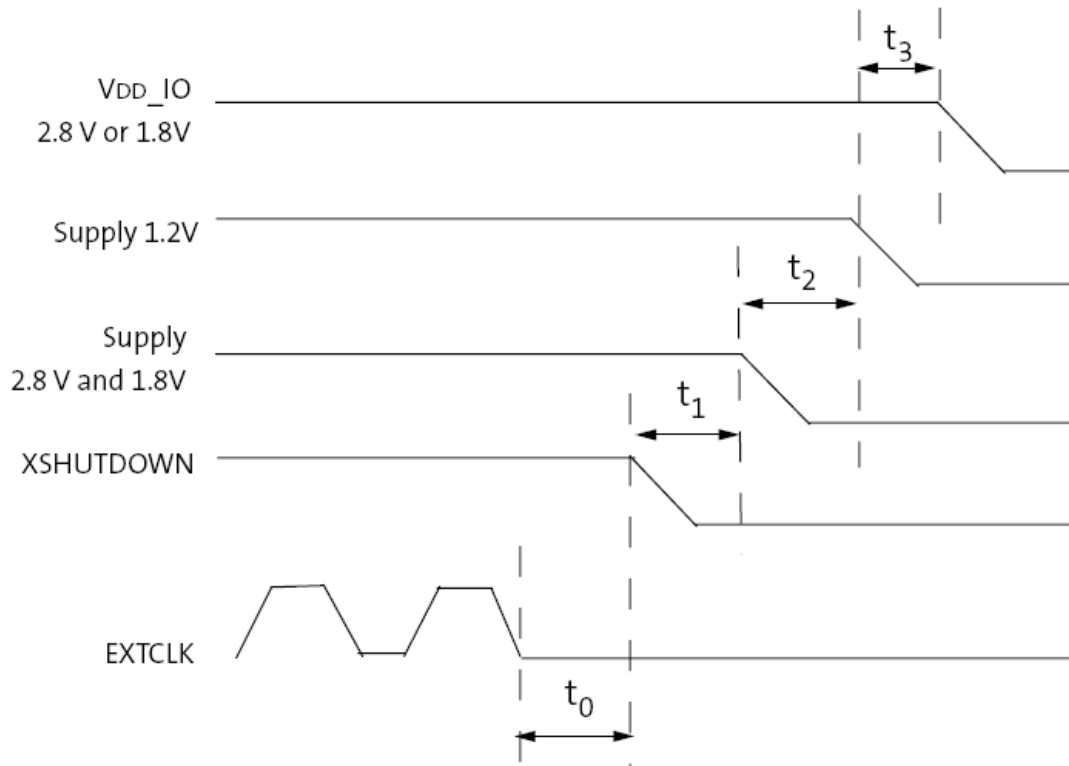 t3
VDD_IO
2.8 V or 1.8V
Supply 1.2V
t2
Supply
2.8 V and 1.8V
t1
XSHUTDOWN
EXTCLK
t0